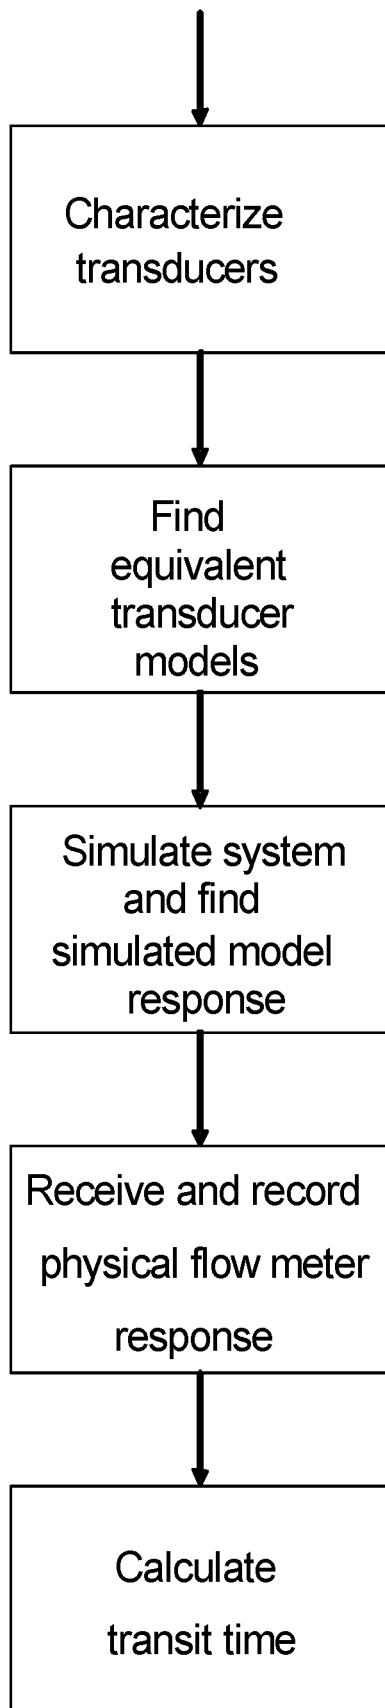 Characterize
transducers
Find
equivalent
transducer
models
Simulate system
and find
simulated model
response
Receive and record
physical flow meter
response
Calculate
transit time